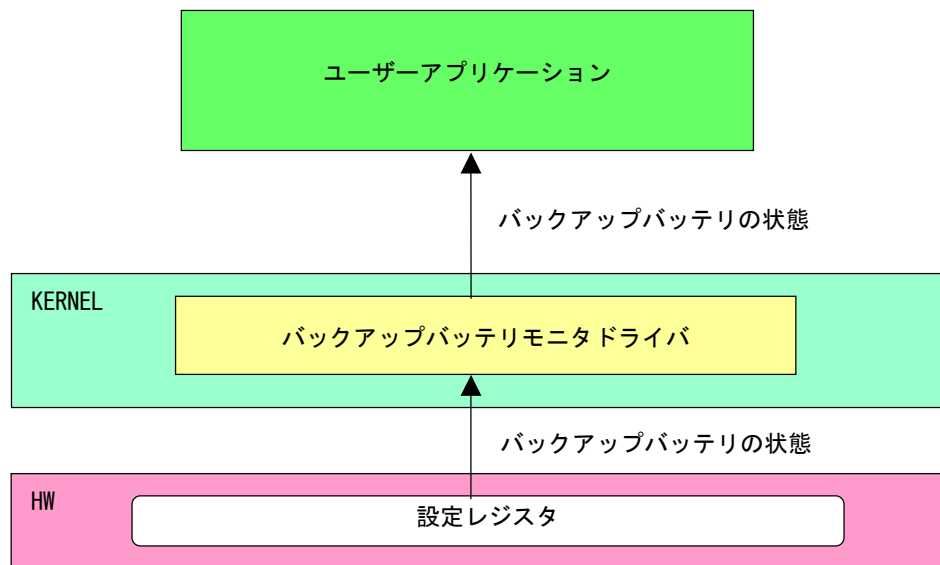 ユーザーアプリケーション
バックアップバッテリの状態
KERNEL
バックアップバッテリモニタドライバ
バックアップバッテリの状態
HW
設定レジスタ